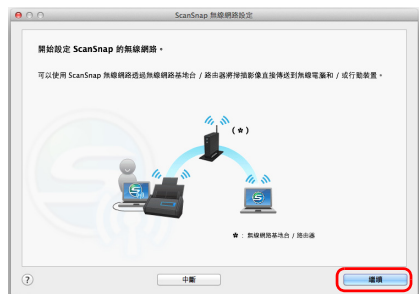 ScanSnap 無線網路設定
開始設定 ScanSnap 的無線網路。
可以使用 ScanSnap 無線網路透過無線網路基地台 / 路由器將掃描影像直接傳送到無線電腦和 / 或行動裝置。
(✿)
✿ : 無線網路基地台 / 路由器
?
中斷
繼續